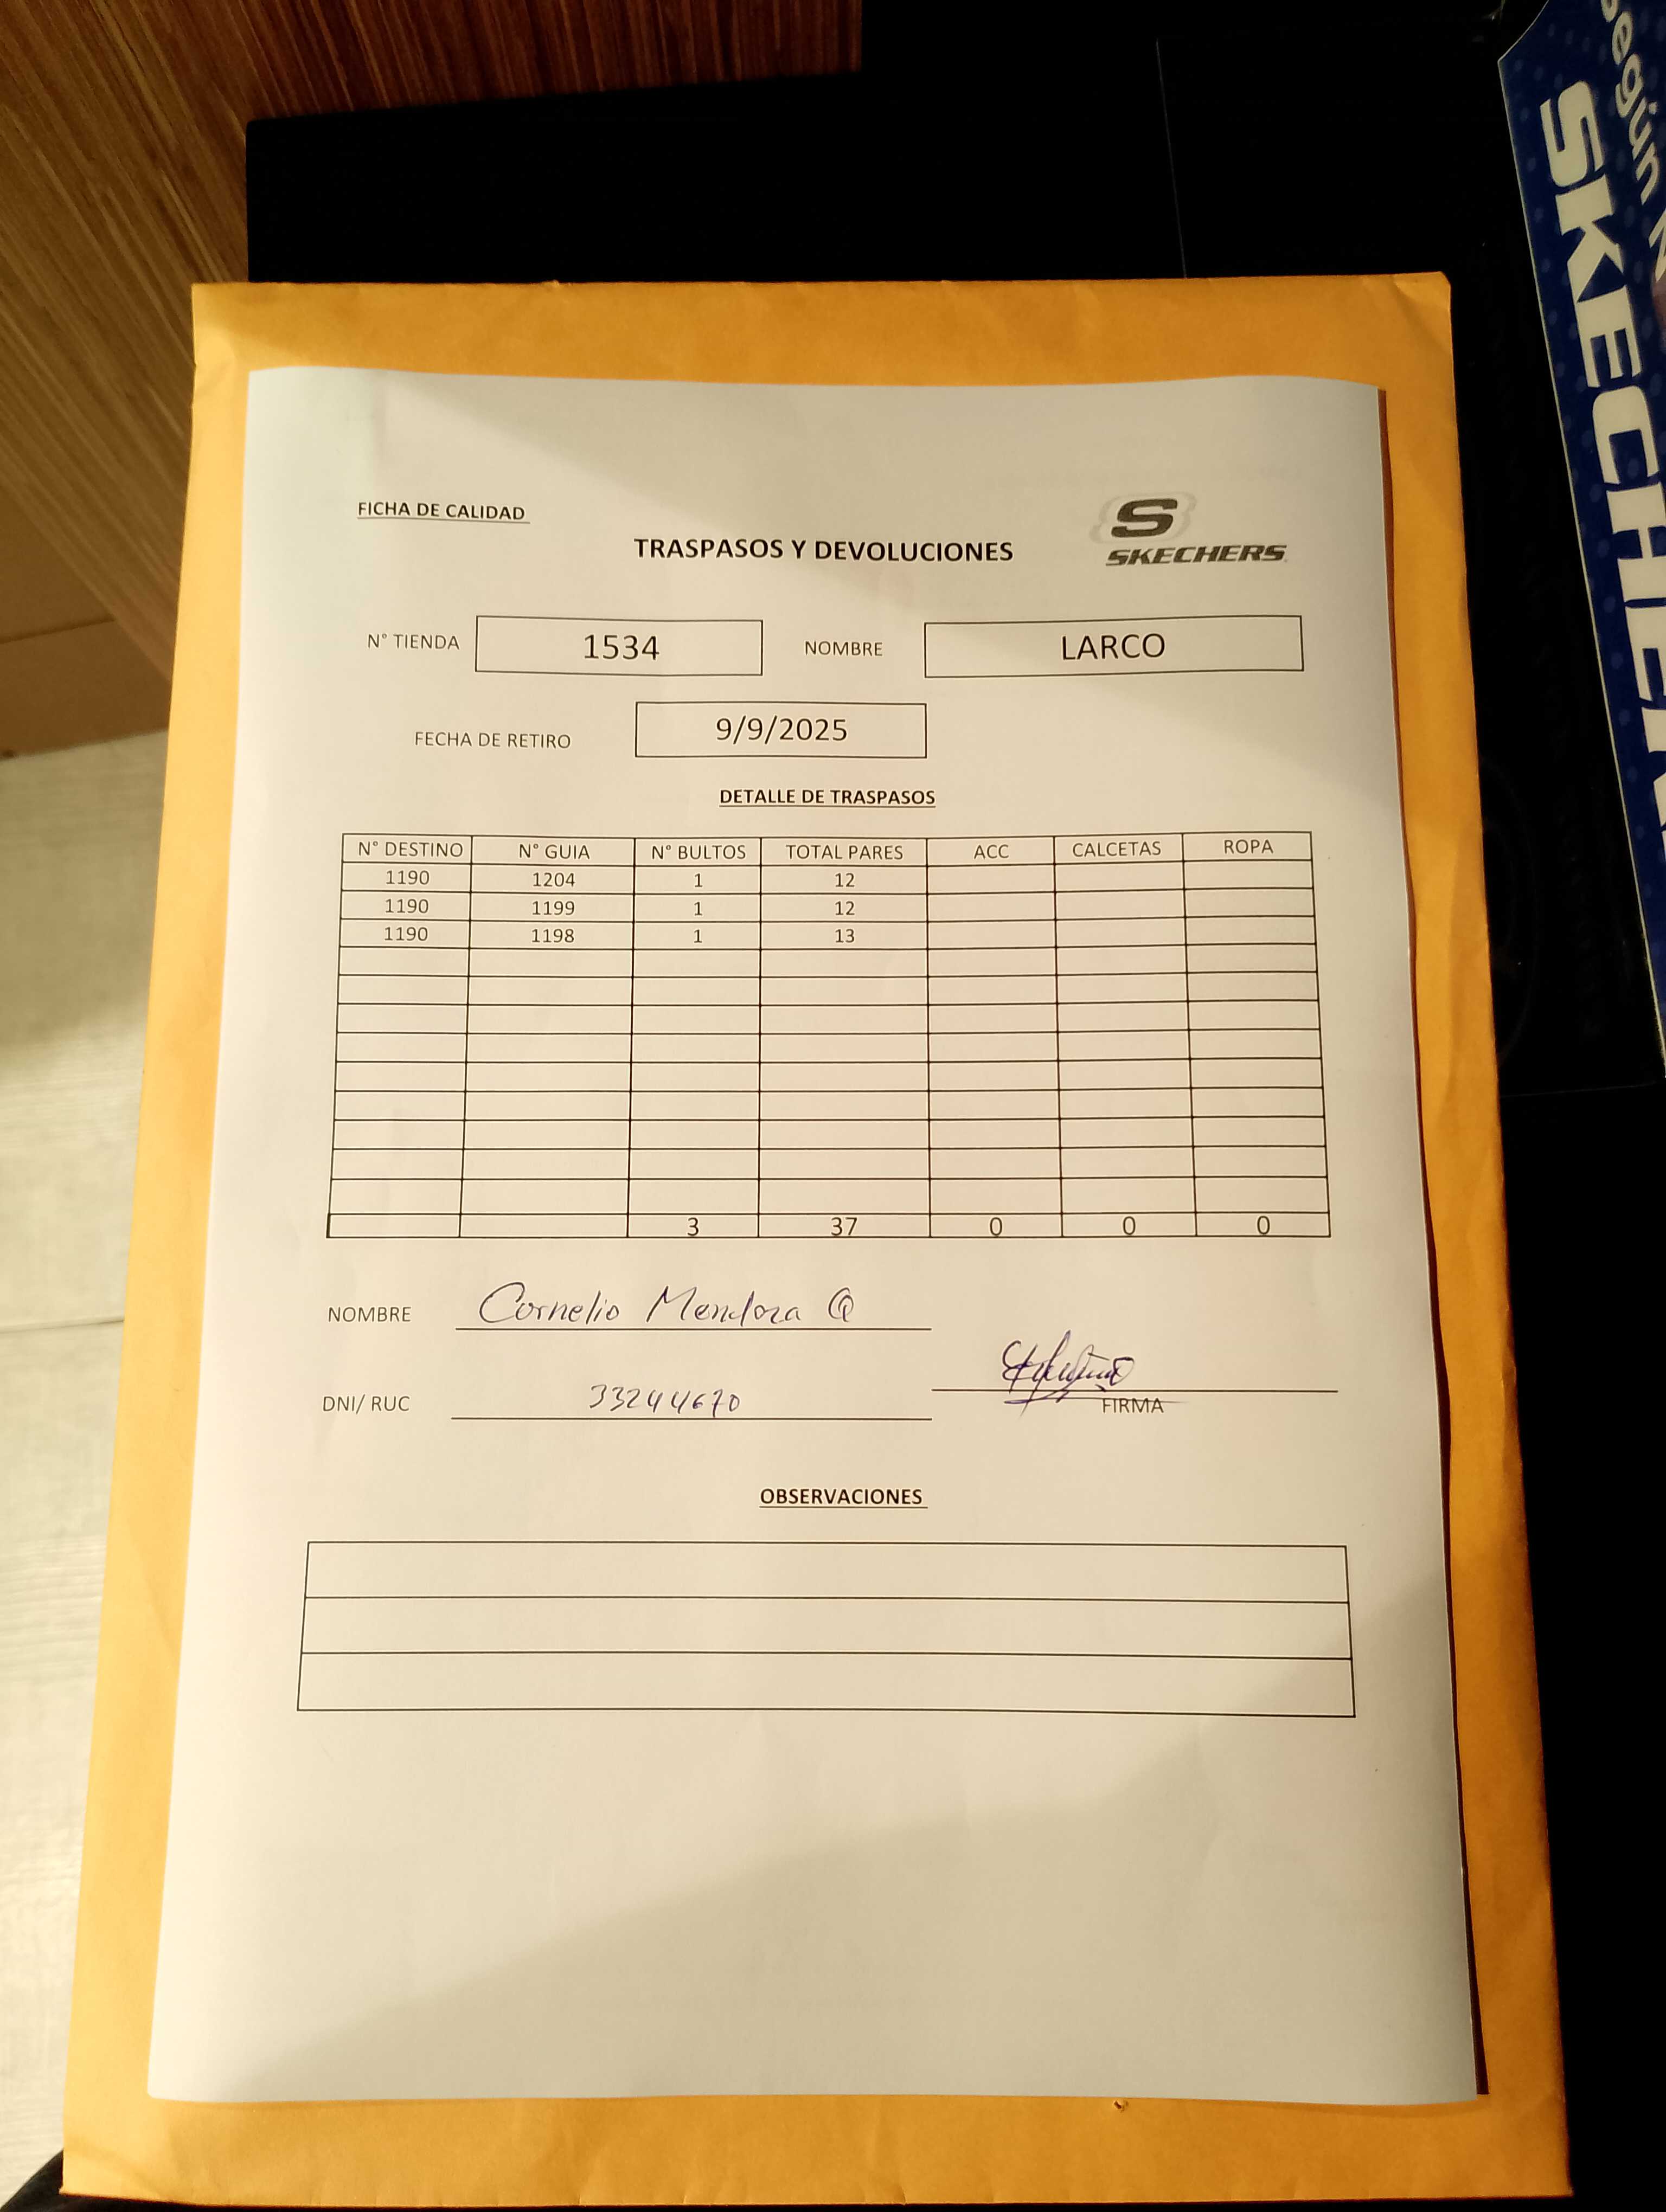 según
SKECHERS
FICHA DE CALIDAD
TRASPASOS Y DEVOLUCIONES
S
SKECHERS
N° TIENDA 1534 NOMBRE LARCO
FECHA DE RETIRO 9/9/2025
DETALLE DE TRASPASOS
N° DESTINO N° GUIA N° BULTOS TOTAL PARES ACC CALCETAS ROPA
1190 1204 1 12
1190 1199 1 12
1190 1198 1 13
3 37 0 0 0
NOMBRE Cornelio Mendoza Q
DNI/ RUC 33244670
FIRMA
OBSERVACIONES